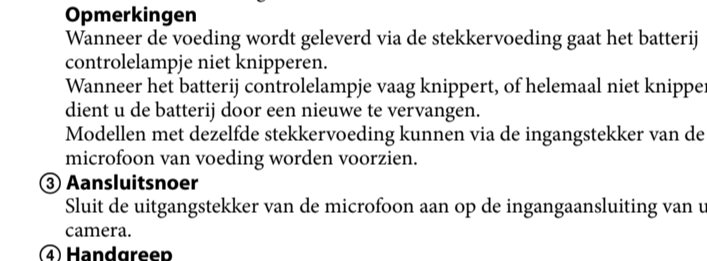 Opmerkingen
Wanneer de voeding wordt geleverd via de stekkervoeding gaat het batterij
controlelampje niet knipperen.
Wanneer het batterij controlelampje vaag knippert, of helemaal niet
dient u de batterij door een nieuwe te vervangen.
Modellen met dezelfde stekkervoeding kunnen via de ingangstekker van de
microfoon van voeding worden voorzien.
③ Aansluitsnoer
Sluit de uitgangstekker van de microfoon aan op de ingangaansluiting van
camera.
④ Handgreep